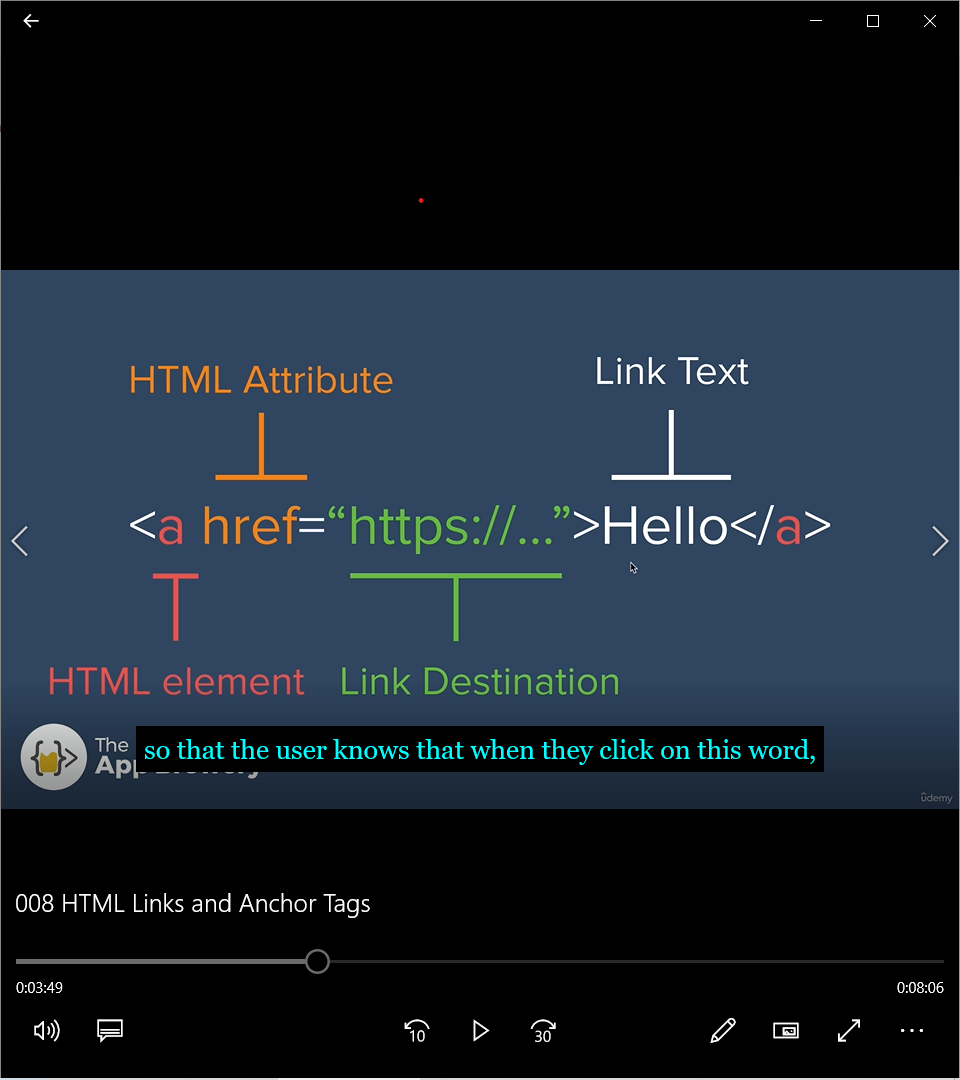 HTML Attribute
Link Text
<a href=“https://...”>Hello</a>
HTML element
Link Destination
The
App Brewery
so that the user knows that when they click on this word,
ûdemy
008 HTML Links and Anchor Tags
0:03:49
0:08:06
10
30